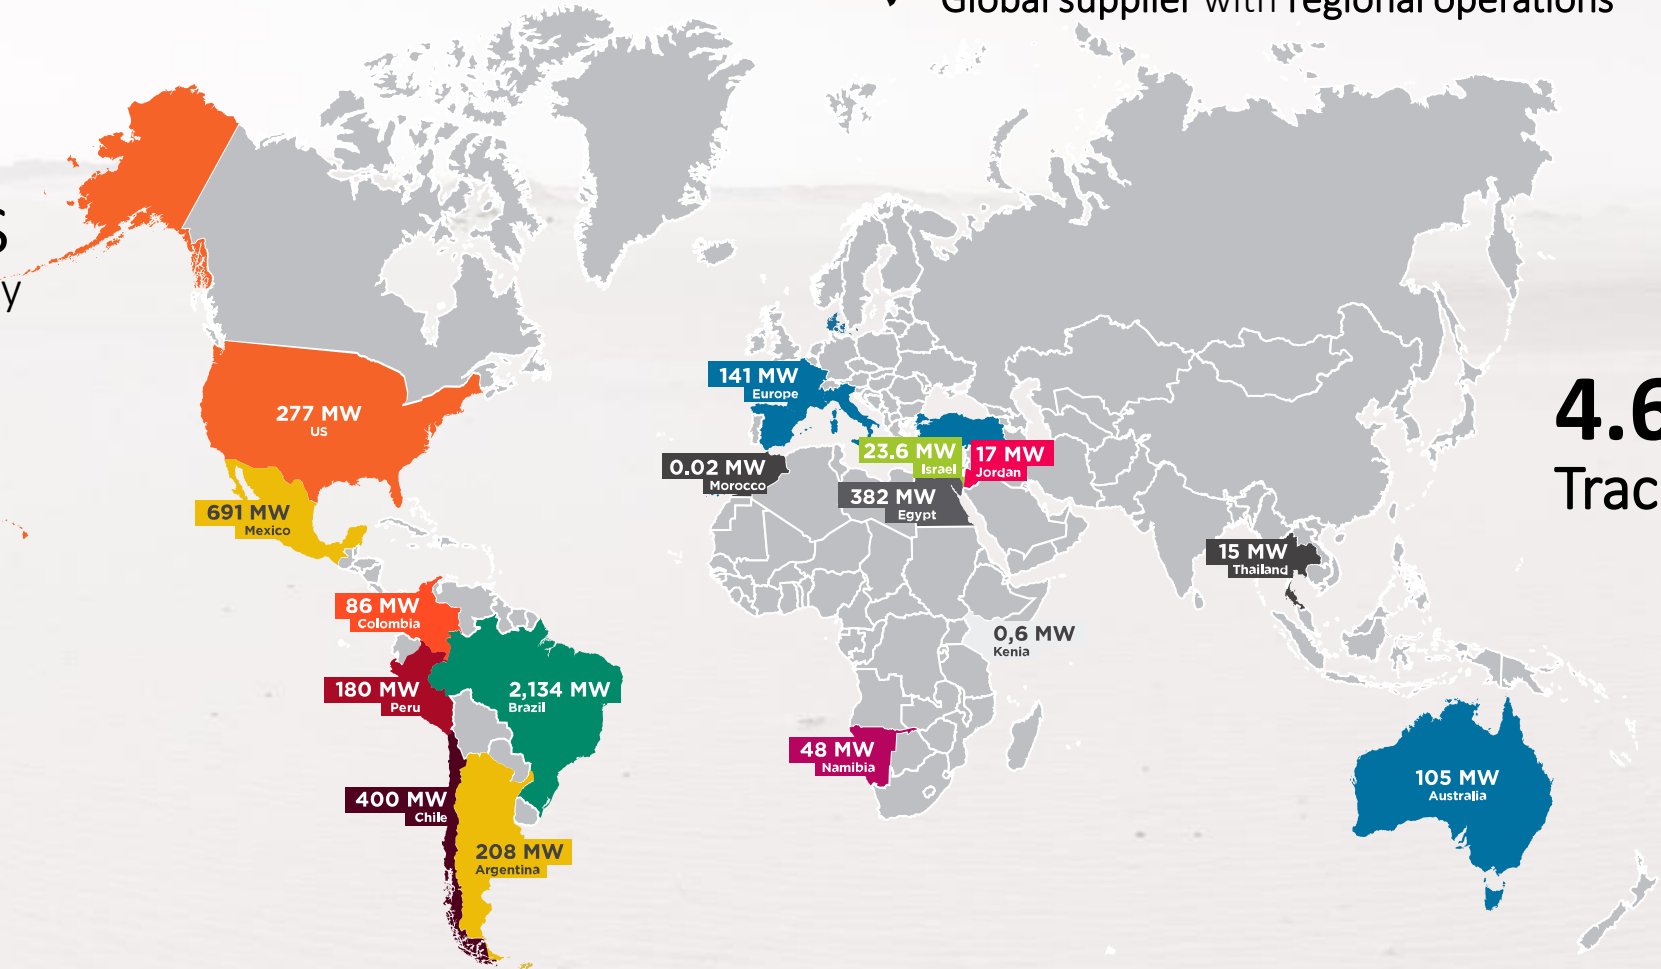 Global supplier with regional operations
S
y
277 MW
US
691 MW
Mexico
86 MW
Colombia
180 MW
Peru
2,134 MW
Brazil
400 MW
Chile
208 MW
Argentina
141 MW
Europe
0.02 MW
Morocco
23.6 MW
Israel
17 MW
Jordan
382 MW
Egypt
0,6 MW
Kenia
48 MW
Namibia
15 MW
Thailand
105 MW
Australia
4.6
Trac